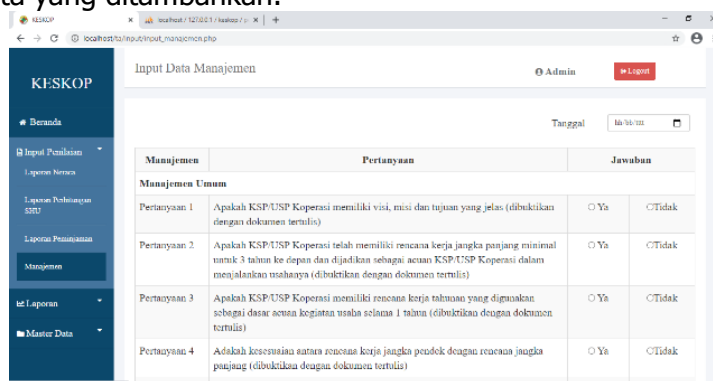 ta yang ditambahkan.
KESKOP
localhost / 127.0.0.1 / keskop /
localhost/ta/input/input_manajemen.php
KESKOP
Input Data Manajemen
Admin
Logout
Beranda
Tanggal
hh/bb/ttt
Input Penilaian
Laporan Neraca
Laporan Perhitungan
SHU
Laporan Peminjaman
Manajemen
Laporan
Master Data
Manajemen Pertanyaan Jawaban
Manajemen Umum
Pertanyaan 1 Apakah KSP/USP Koperasi memiliki visi, misi dan tujuan yang jelas (dibuktikan Ya Tidak
dengan dokumen tertulis)
Pertanyaan 2 Apakah KSP/USP Koperasi telah memiliki rencana kerja jangka panjang minimal Ya Tidak
untuk 3 tahun ke depan dan dijadikan sebagai acuan KSP/USP Koperasi dalam
menjalankan usahanya (dibuktikan dengan dokumen tertulis)
Pertanyaan 3 Apakah KSP/USP Koperasi memiliki rencana kerja tahunan yang digunakan Ya Tidak
sebagai dasar acuan kegiatan usaha selama 1 tahun (dibuktikan dengan dokumen
tertulis)
Pertanyaan 4 Adakah kesesuaian antara rencana kerja jangka pendek dengan rencana jangka Ya Tidak
panjang (dibuktikan dengan dokumen tertulis)